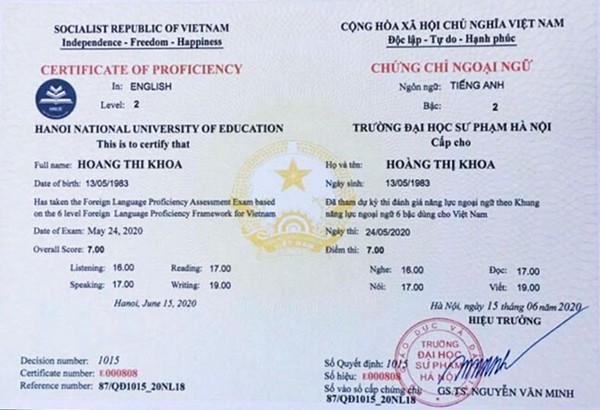 SOCIALIST REPUBLIC OF VIETNAM
Independence - Freedom - Happiness
CERTIFICATE OF PROFICIENCY
In: ENGLISH
Level: 2
HANOI NATIONAL UNIVERSITY OF EDUCATION
This is to certify that
Full name: HOANG THI KHOA
Date of birth: 13/05/1983
Has taken the Foreign Language Proficiency Assessment Exam based
on the 6 level Foreign Language Proficiency Framework for Vietnam
Date of Exam: May 24, 2020
Overall Score: 7.00
Listening: 16.00 Reading: 17.00
Speaking: 17.00 Writing: 19.00
Hanoi, June 15, 2020
Decision number: 1015
Certificate number: E000808
Reference number: 87/QĐ1015_20NL18
CỘNG HÒA XÃ HỘI CHỦ NGHĨA VIỆT NAM
Độc lập - Tự do - Hạnh phúc
CHỨNG CHỈ NGOẠI NGỮ
Ngôn ngữ: TIẾNG ANH
Bậc: 2
TRƯỜNG ĐẠI HỌC SƯ PHẠM HÀ NỘI
Cấp cho
Họ và tên: HOÀNG THỊ KHOA
Ngày sinh: 13/05/1983
Đã tham dự kỳ thi đánh giá năng lực ngoại ngữ theo Khung
năng lực ngoại ngữ 6 bậc dùng cho Việt Nam
Ngày thi: 24/05/2020
Điểm thi: 7.00
Nghe: 16.00 Đọc: 17.00
Nói: 17.00 Viết: 19.00
Hà Nội, ngày 15 tháng 06 năm 2020
HIỆU TRƯỞNG
TRƯỜNG
ĐẠI HỌC
SƯ PHẠM
HÀ NỘI
Số Quyết định: 1015
Số hiệu: E000808
Số vào sổ cấp chứng chỉ: 87/QĐ1015_20NL18
GS.TS. NGUYỄN VĂN MINH
VIỆT NAM